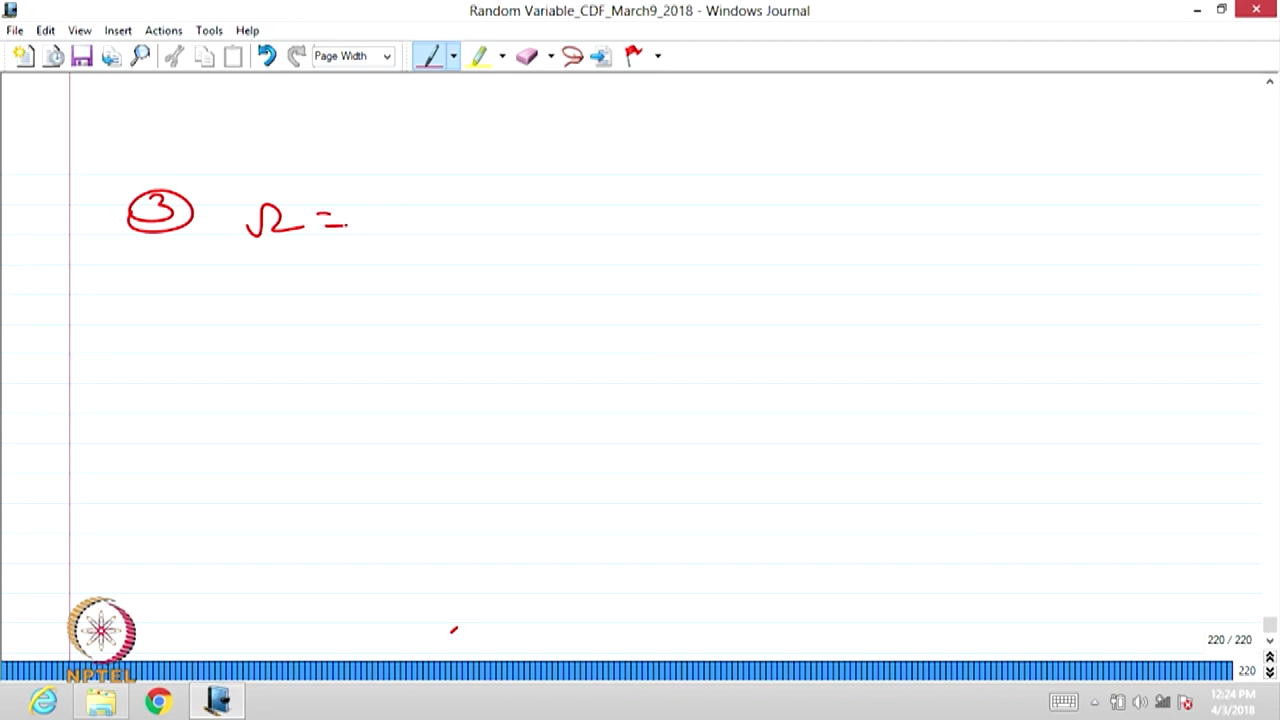 Random Variable_CDF_March9_2018 - Windows Journal
File Edit View Insert Actions Tools Help
Page Width
③ Ω =
220 / 220
220
NPTEL
12:24 PM
4/3/2018